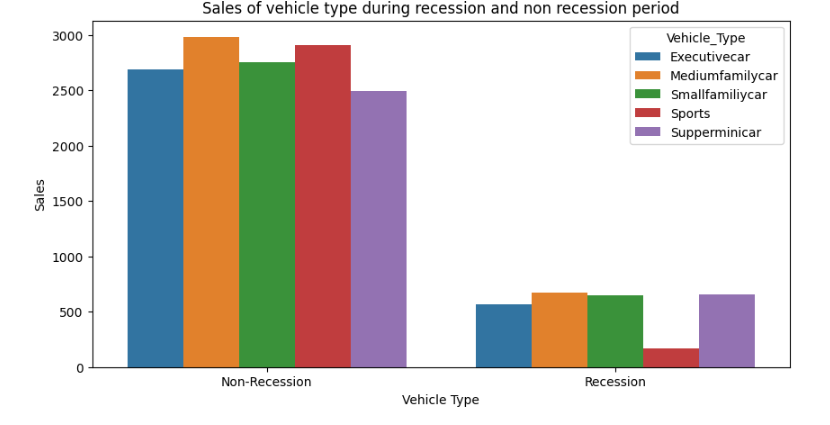 Sales of vehicle type during recession and non recession period
3000
2500
2000
1500
1000
500
0
Sales
Vehicle_Type
Executivecar
Mediumfamilycar
Smallfamiliycar
Sports
Supperminicar
Non-Recession
Recession
Vehicle Type